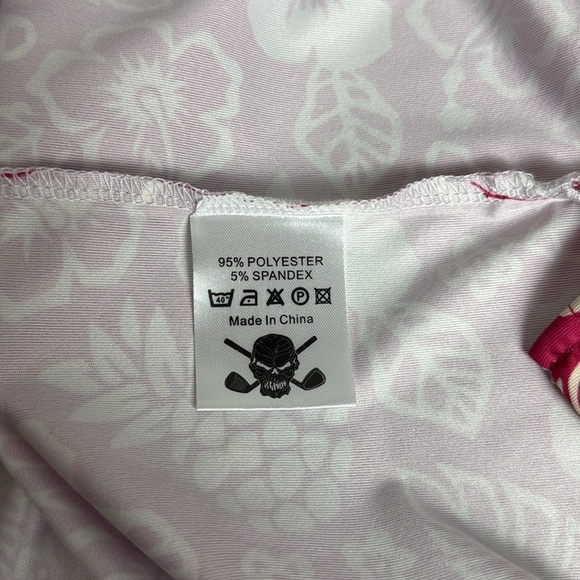 95% POLYESTER
5% SPANDEX
40° P
Made In China